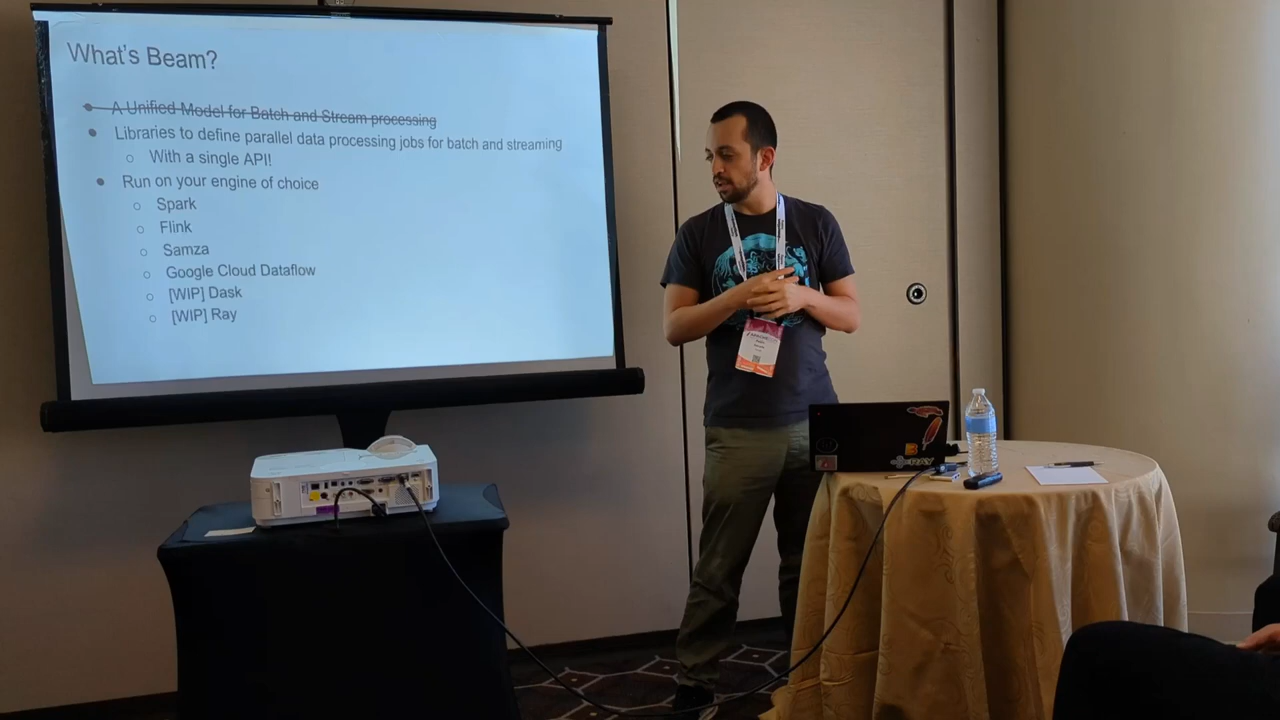 What's Beam?
A Unified Model for Batch and Stream processing
Libraries to define parallel data processing jobs for batch and streaming
With a single API!
Run on your engine of choice
Spark
Flink
Samza
Google Cloud Dataflow
[WIP] Dask
[WIP] Ray
B
RAY